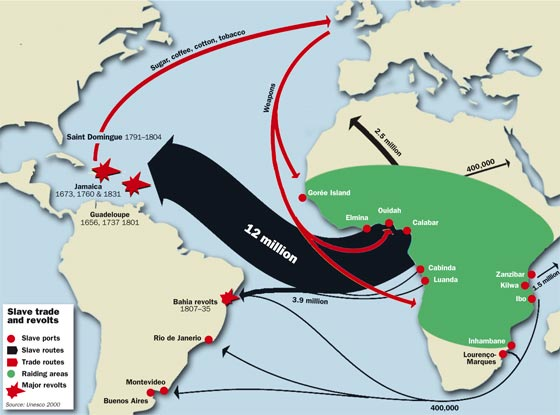 Sugar, coffee, cotton, tobacco
Weapons
Saint Domingue 1791–1804
Jamaica
1673, 1760 & 1831
Guadeloupe
1656, 1737 1801
2.5 million
400,000
Gorée Island
Elmina
Ouidah
Calabar
12 million
Cabinda
Luanda
3.9 million
Bahia revolts
1807–35
Zanzibar
Kilwa
1.5 million
Ibo
Rio de Janerio
Inhambane
Lourenço-
Marques
Montevideo
Buenos Aires
400,000
Slave trade
and revolts
Slave ports
Slave routes
Trade routes
Raiding areas
Major revolts
Source: Unesco 2000